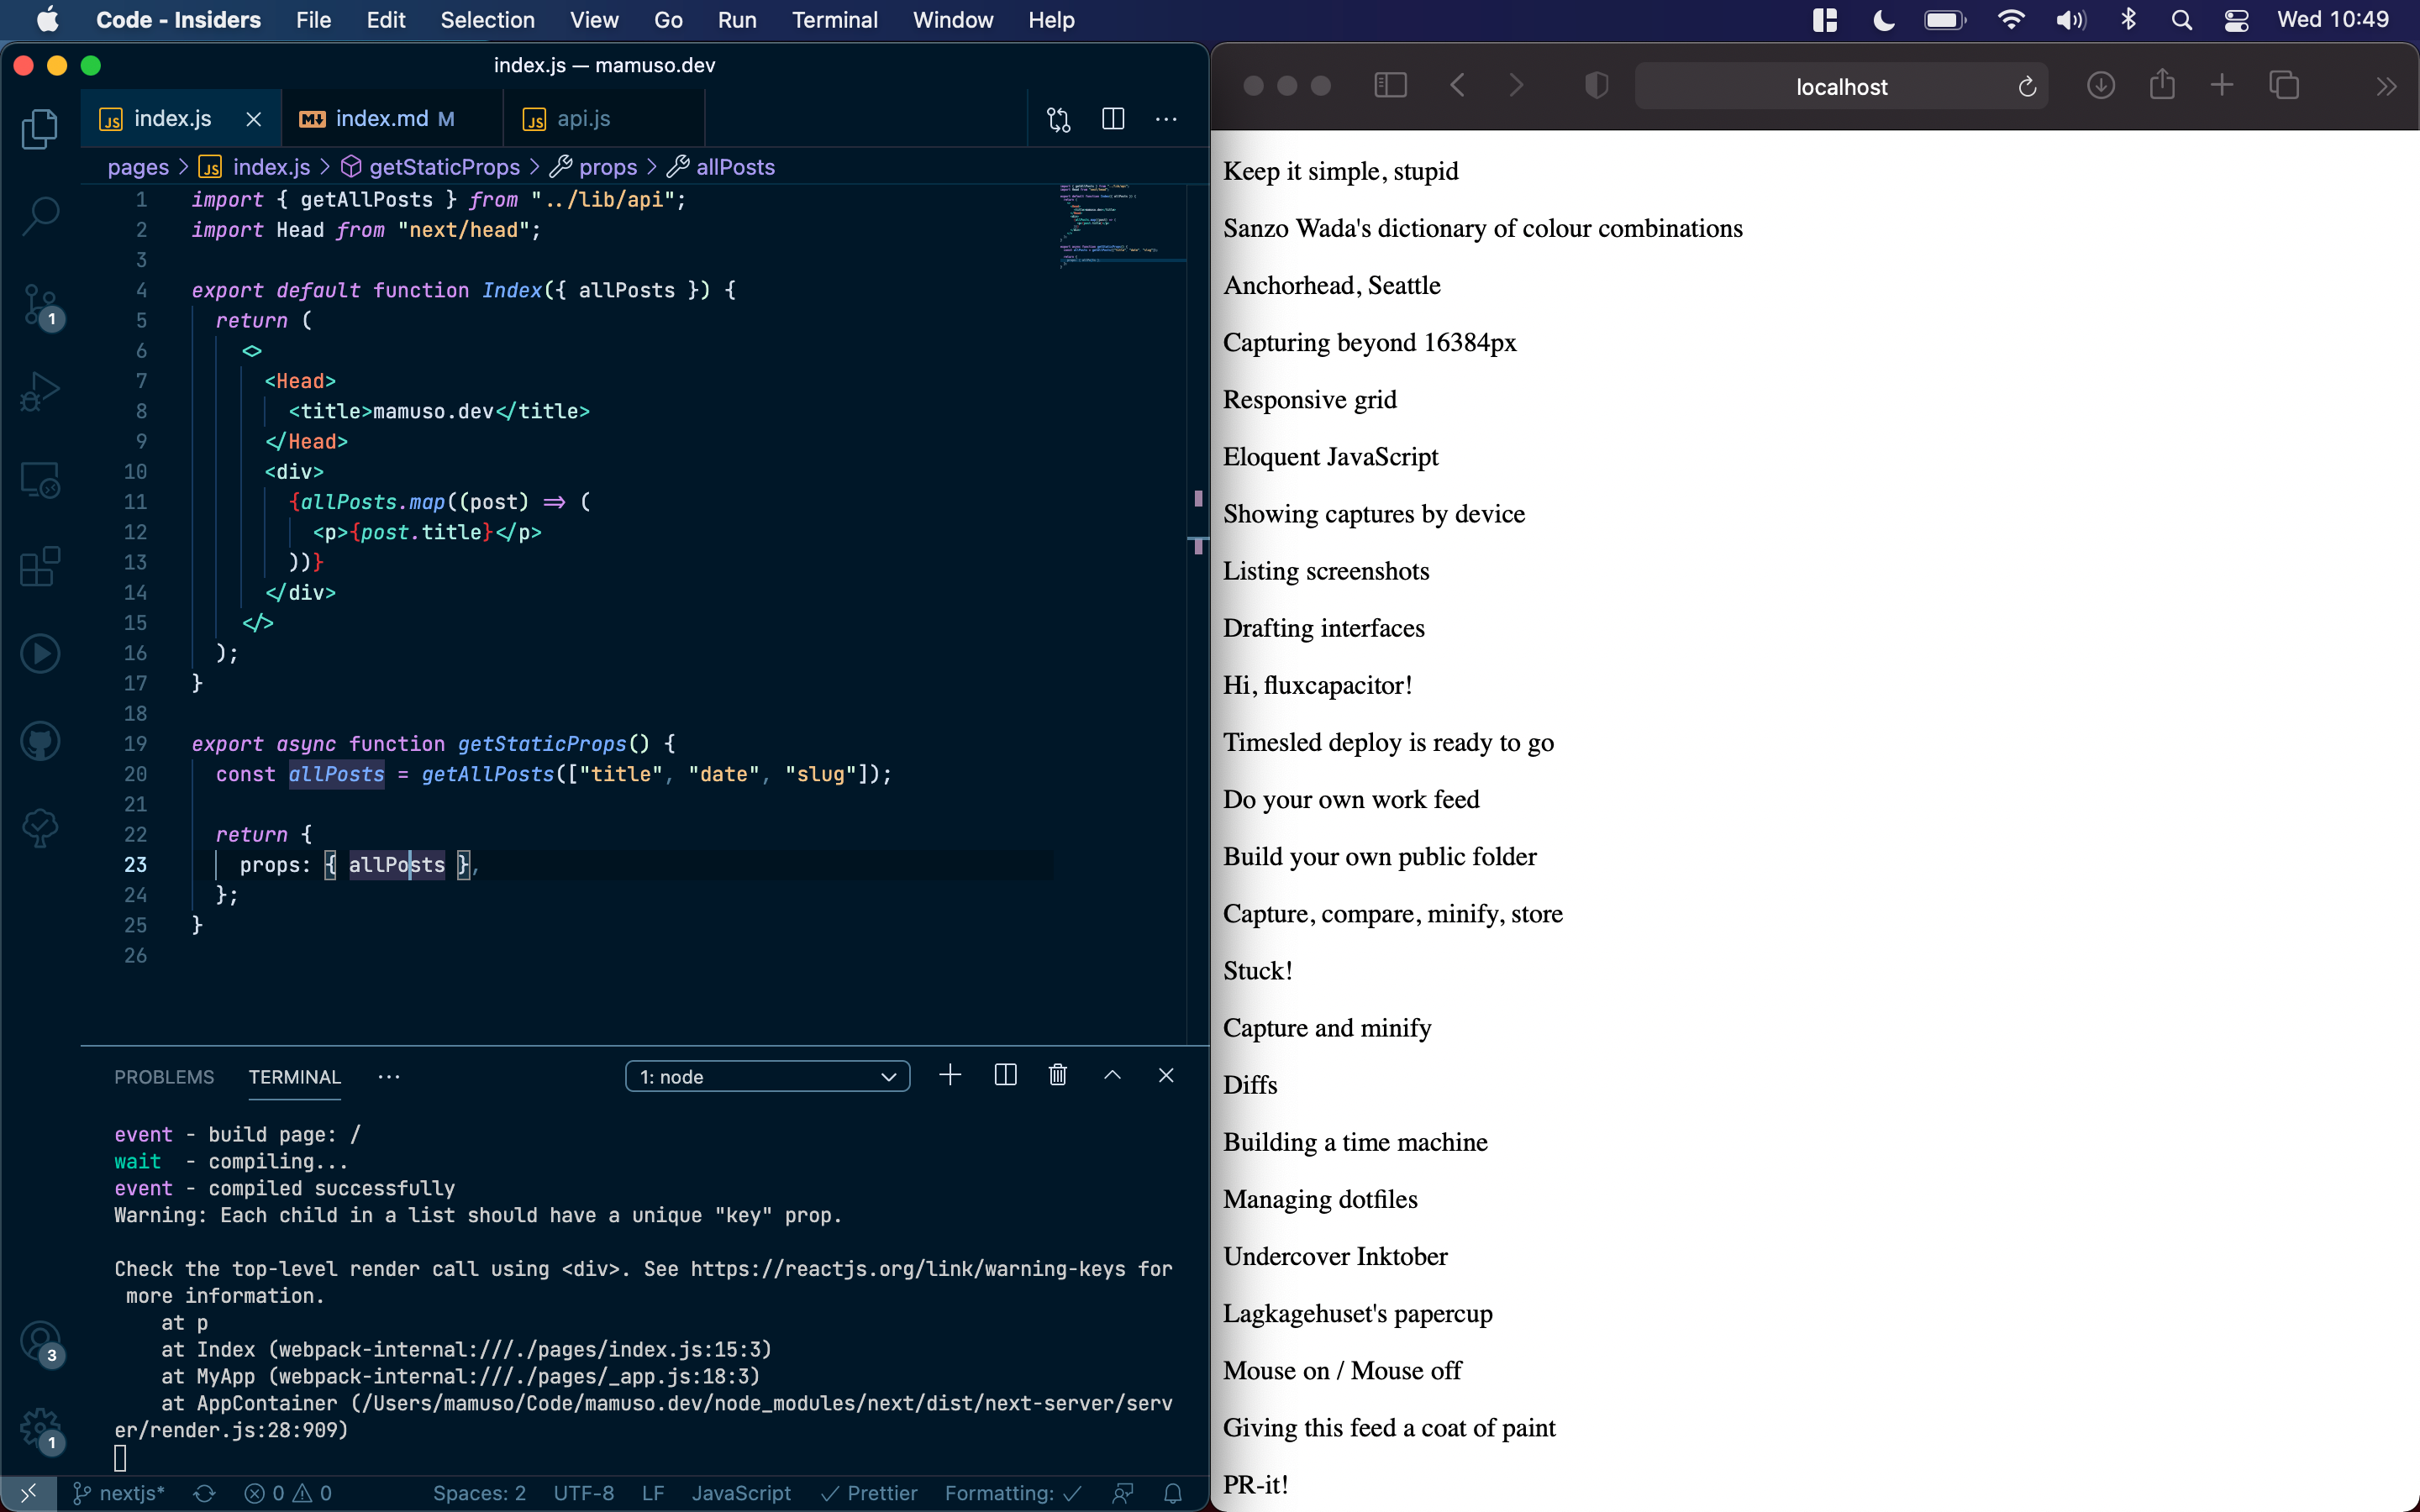 Code - Insiders File Edit Selection View Go Run Terminal Window Help Wed 10:49
index.js — mamuso.dev
index.js index.md M api.js
pages > index.js > getStaticProps > props > allPosts
1 import { getAllPosts } from "../lib/api";
2 import Head from "next/head";
3
4 export default function Index({ allPosts }) {
5 return (
6 <>
7 <Head>
8 <title>mamuso.dev</title>
9 </Head>
10 <div>
11 {allPosts.map((post) => (
12 <p>{post.title}</p>
13 ))}
14 </div>
15 </>
16 );
17 }
18
19 export async function getStaticProps() {
20 const allPosts = getAllPosts(["title", "date", "slug"]);
21
22 return {
23 props: { allPosts },
24 };
25 }
26
1
3
1
PROBLEMS TERMINAL ··· 1: node
event - build page: /
wait - compiling...
event - compiled successfully
Warning: Each child in a list should have a unique "key" prop.
Check the top-level render call using <div>. See https://reactjs.org/link/warning-keys for
more information.
at p
at Index (webpack-internal:///./pages/index.js:15:3)
at MyApp (webpack-internal:///./pages/_app.js:18:3)
at AppContainer (/Users/mamuso/Code/mamuso.dev/node_modules/next/dist/next-server/serv
er/render.js:28:909)
nextjs* 0 0 Spaces: 2 UTF-8 LF JavaScript ✓ Prettier Formatting: ✓
localhost
Keep it simple, stupid
Sanzo Wada's dictionary of colour combinations
Anchorhead, Seattle
Capturing beyond 16384px
Responsive grid
Eloquent JavaScript
Showing captures by device
Listing screenshots
Drafting interfaces
Hi, fluxcapacitor!
Timesled deploy is ready to go
Do your own work feed
Build your own public folder
Capture, compare, minify, store
Stuck!
Capture and minify
Diffs
Building a time machine
Managing dotfiles
Undercover Inktober
Lagkagehuset's papercup
Mouse on / Mouse off
Giving this feed a coat of paint
PR-it!